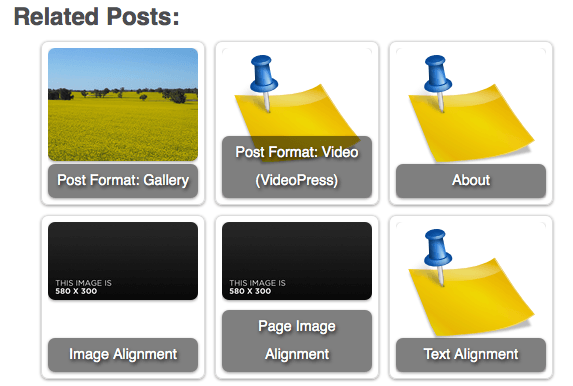 Related Posts:
Post Format: Gallery
Post Format: Video
(VideoPress)
About
THIS IMAGE IS
580 X 300
Image Alignment
THIS IMAGE IS
580 X 300
Page Image
Alignment
Text Alignment